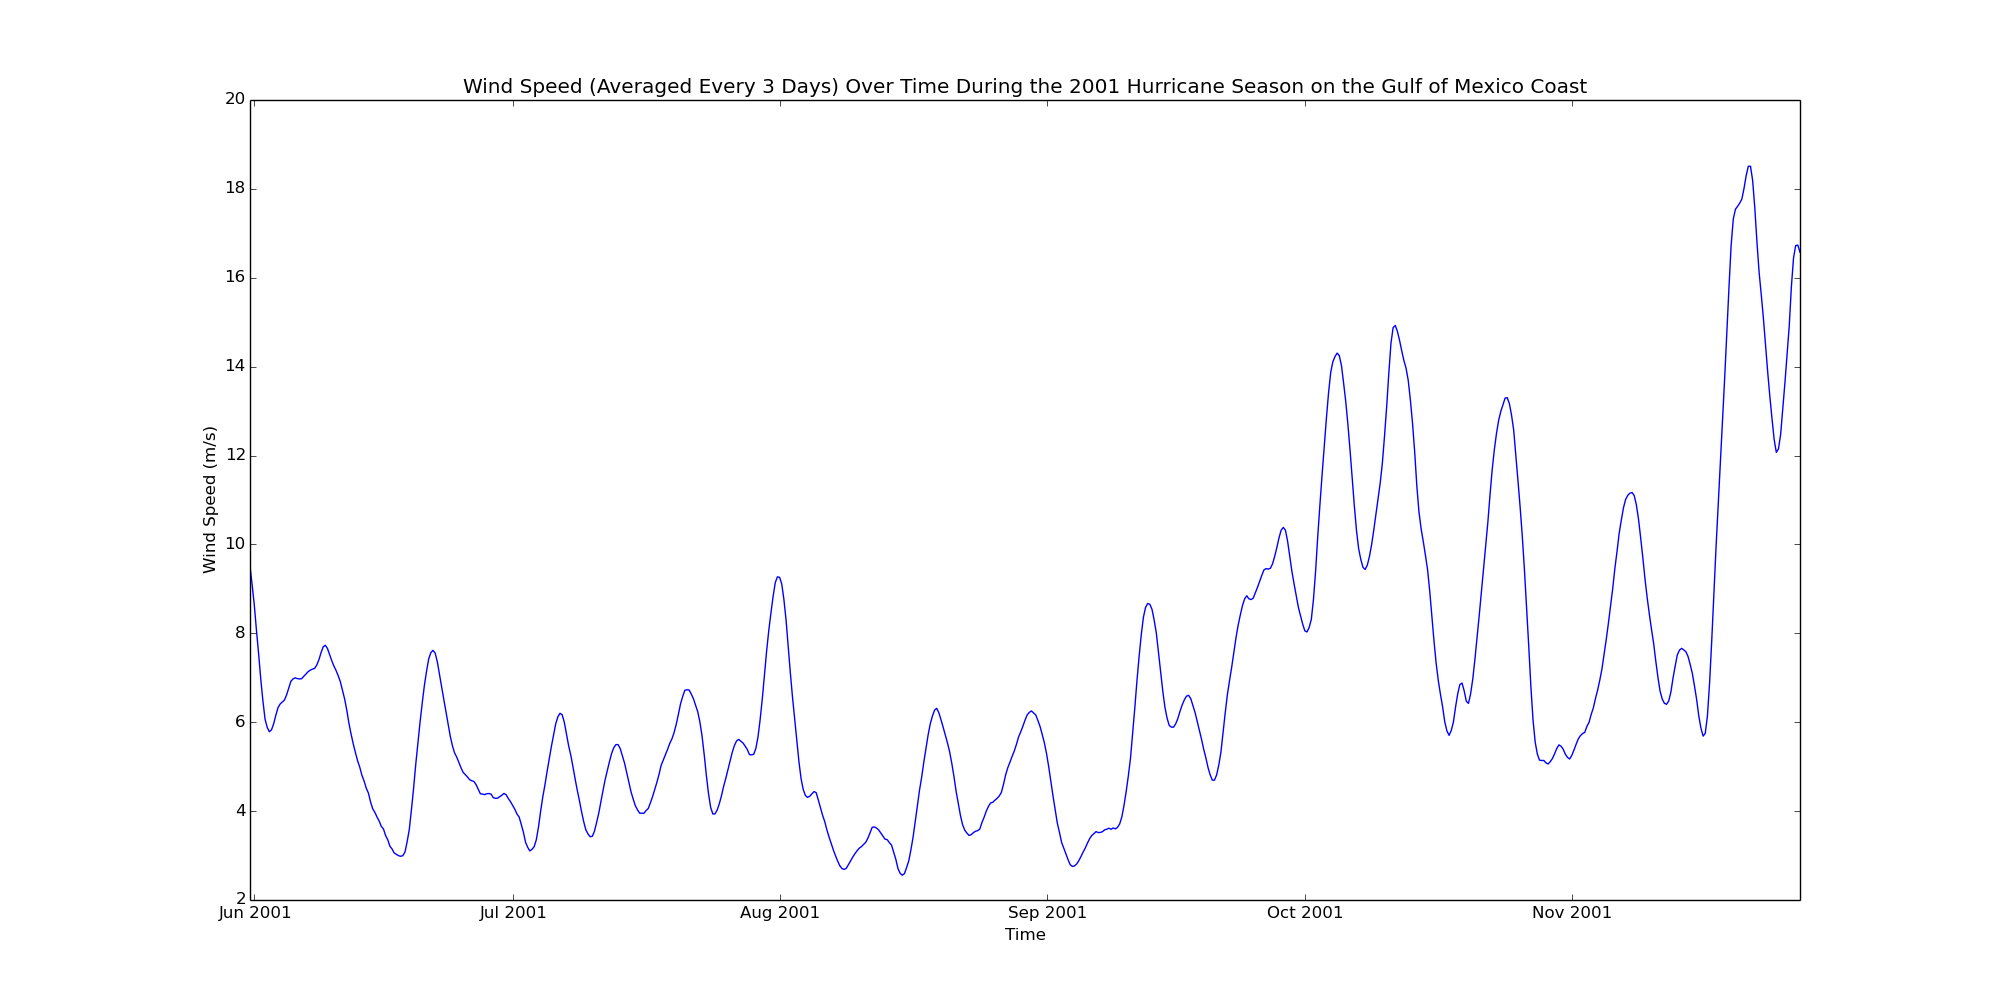 Wind Speed (Averaged Every 3 Days) Over Time During the 2001 Hurricane Season on the Gulf of Mexico Coast
20
18
16
14
12
10
8
6
4
2
Wind Speed (m/s)
Jun 2001 Jul 2001 Aug 2001 Sep 2001 Oct 2001 Nov 2001
Time